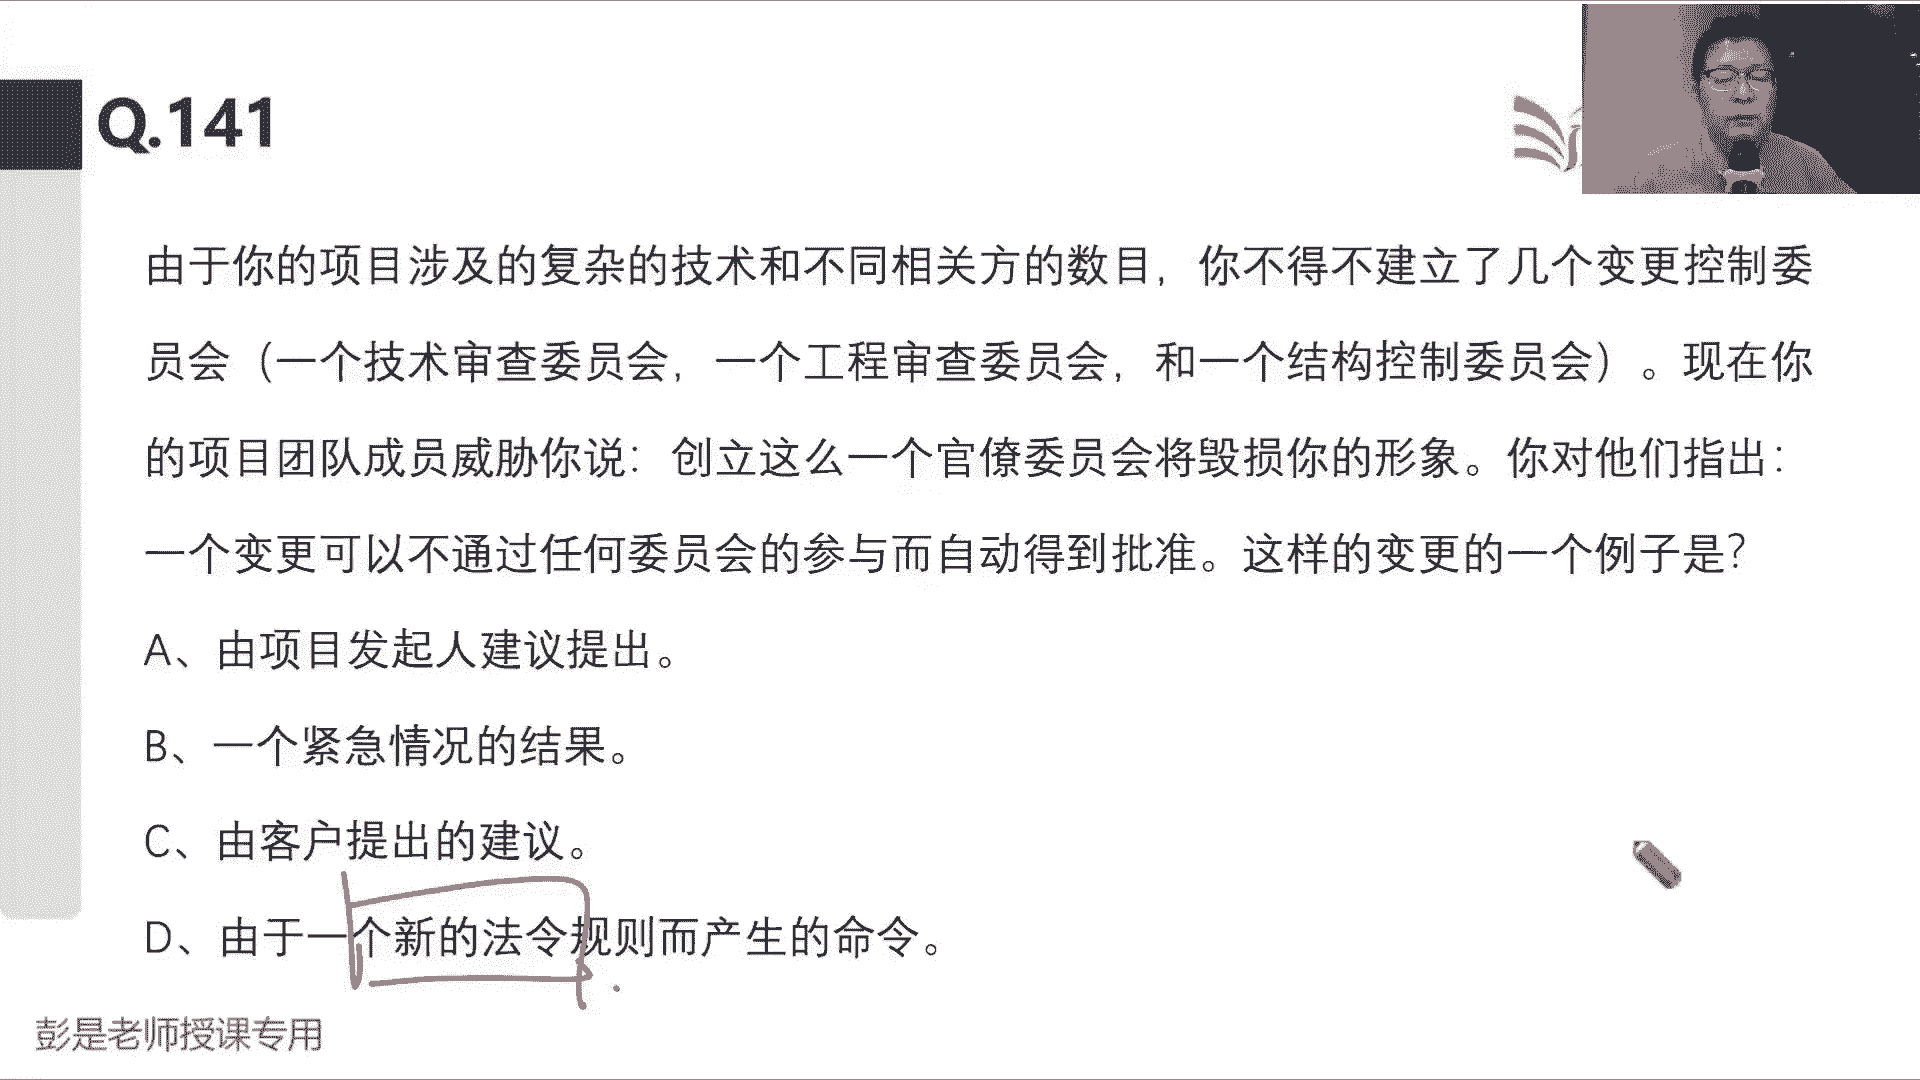 Q.141
由于你的项目涉及的复杂的技术和不同相关方的数目，你不得不建立了几个变更控制委
员会（一个技术审查委员会，一个工程审查委员会，和一个结构控制委员会）。现在你
的项目团队成员威胁你说：创立这么一个官僚委员会将毁损你的形象。你对他们指出：
一个变更可以不通过任何委员会的参与而自动得到批准。这样的变更的一个例子是？
A、由项目发起人建议提出。
B、一个紧急情况的结果。
C、由客户提出的建议。
D、由于一个新的法令规则而产生的命令。
彭是老师授课专用